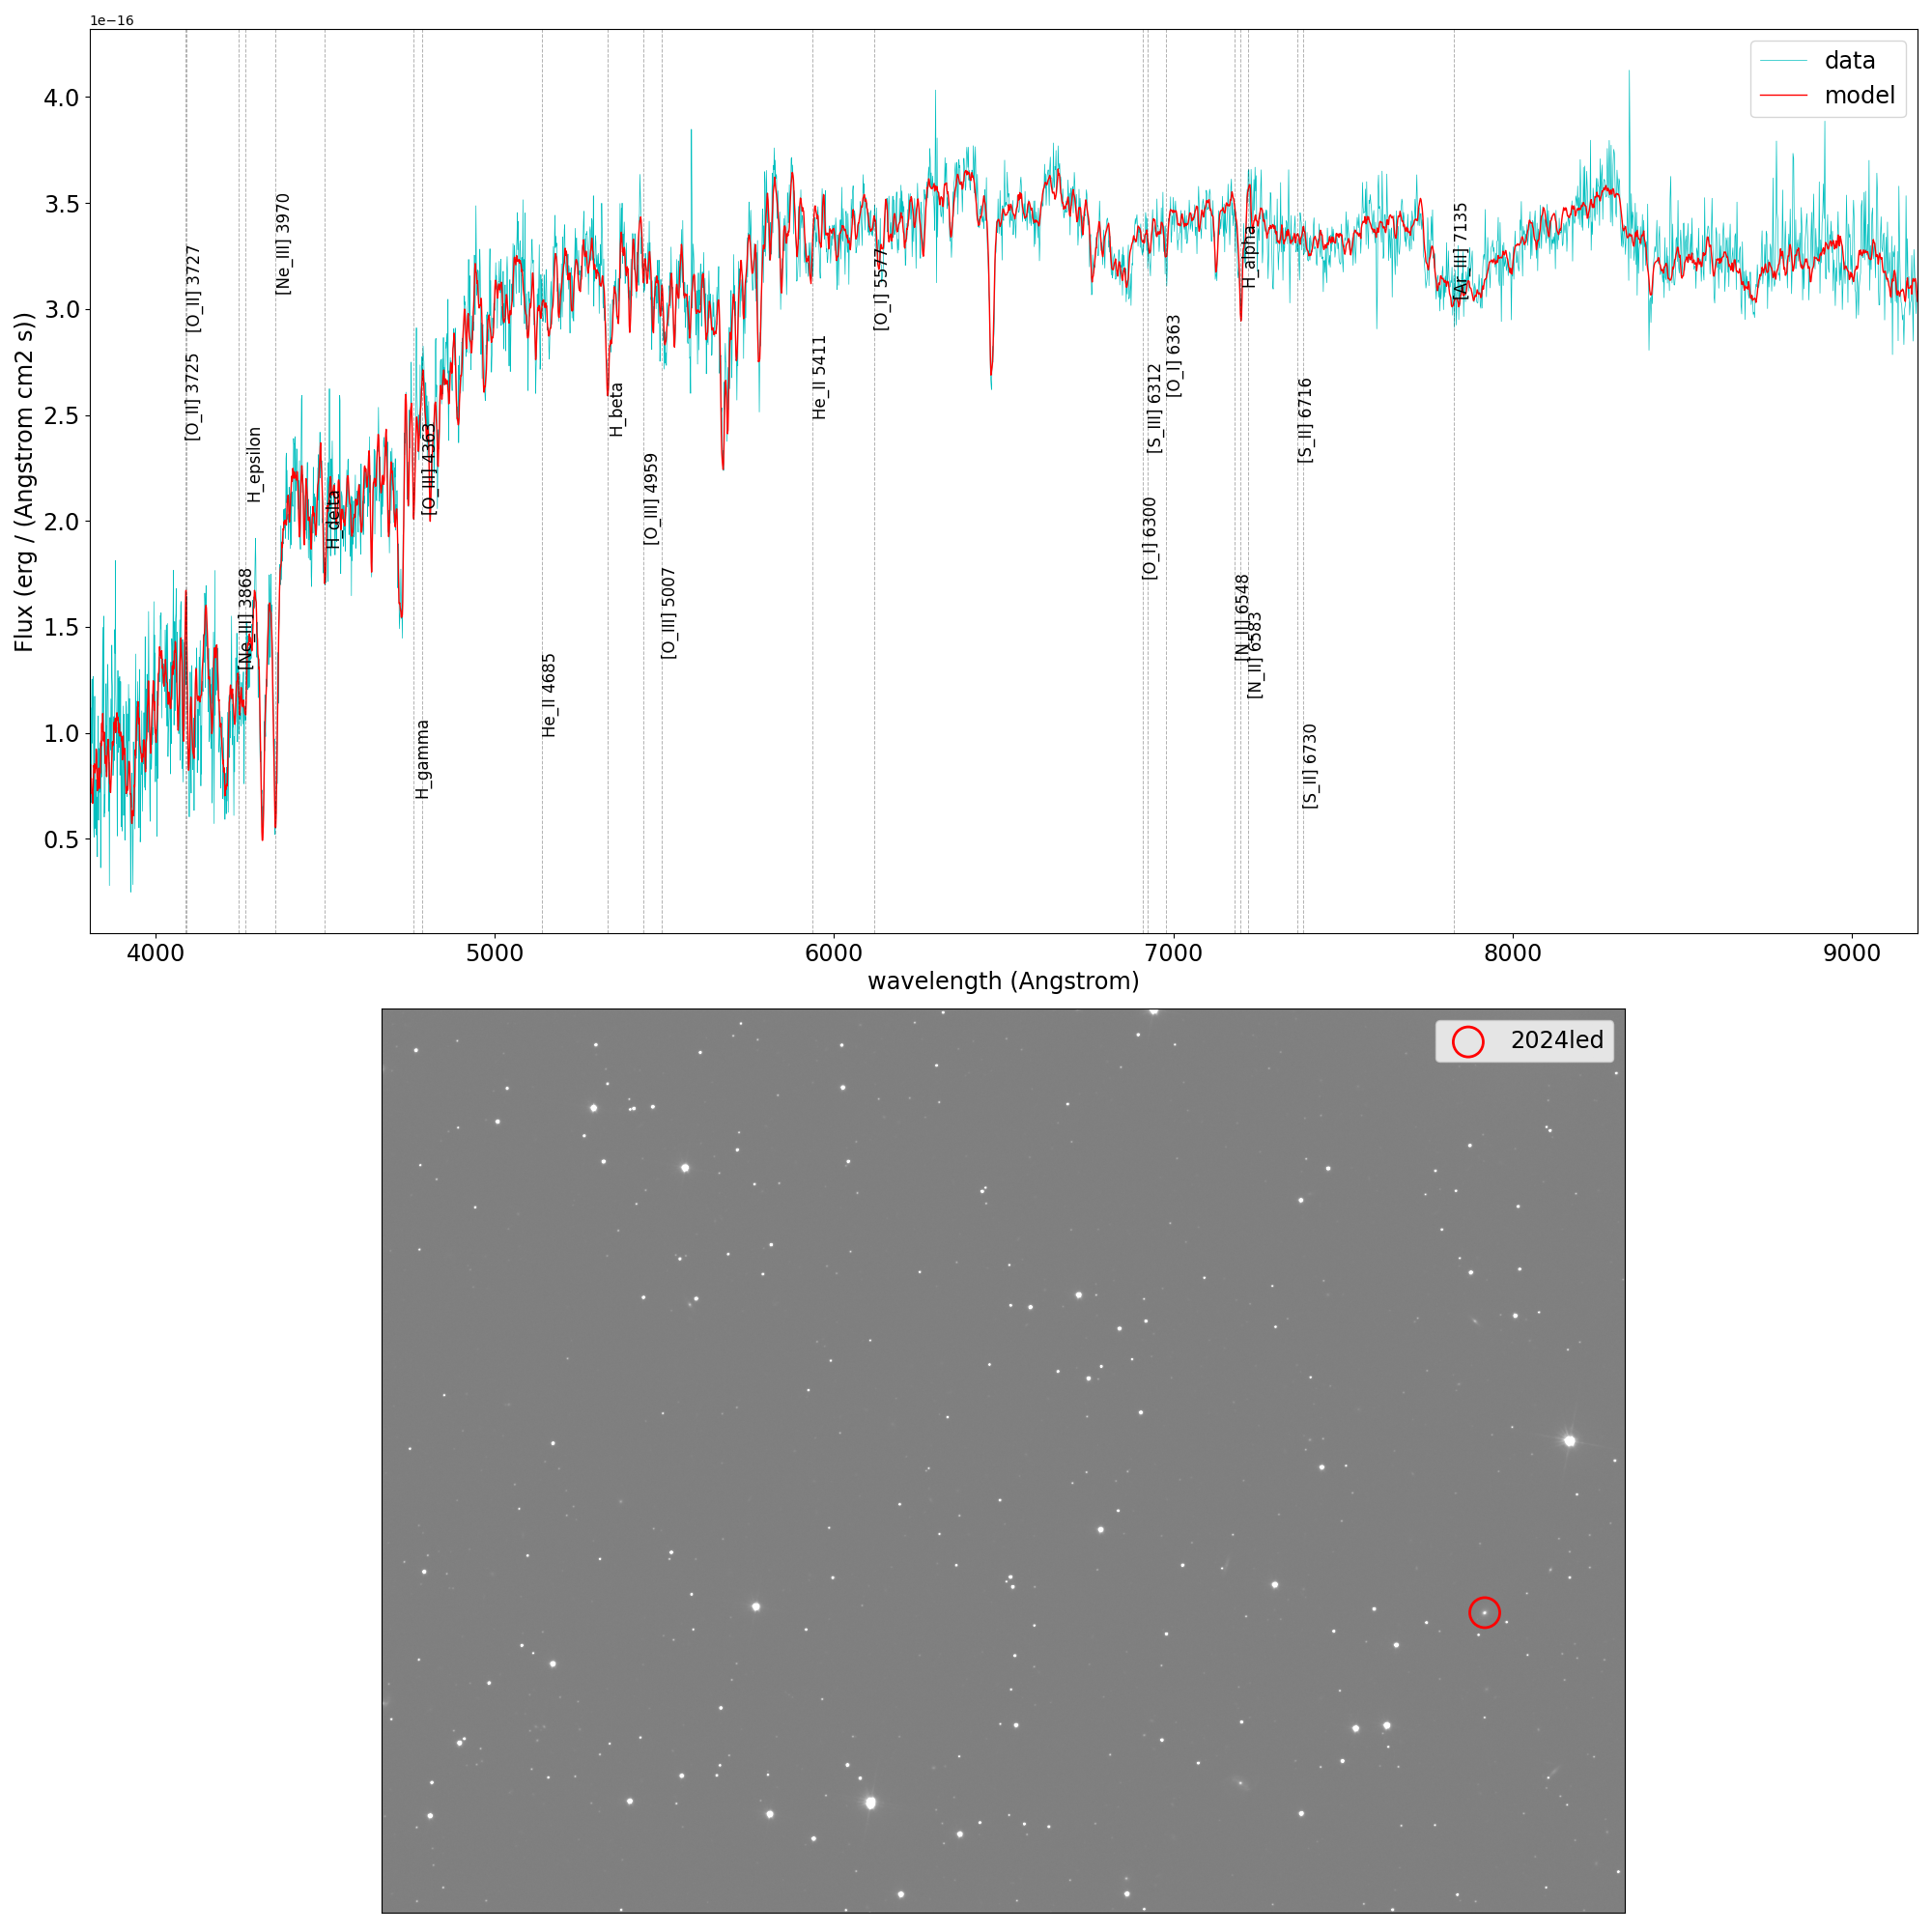 1e−16
data
model
Flux (erg / (Angstrom cm2 s))
4.0
3.5
3.0
2.5
2.0
1.5
1.0
0.5
[O_II] 3725
[O_II] 3727
[Ne_III] 3868
H_epsilon
[Ne_III] 3970
H_delta
H_gamma
[O_III] 4363
He_II 4685
H_beta
[O_III] 4959
[O_III] 5007
He_II 5411
[O_I] 5577
[O_I] 6300
[S_III] 6312
[O_I] 6363
[N_II] 6548
H_alpha
[N_II] 6583
[S_II] 6716
[S_II] 6730
[Ar_III] 7135
4000
5000
6000
7000
8000
9000
wavelength (Angstrom)
2024led